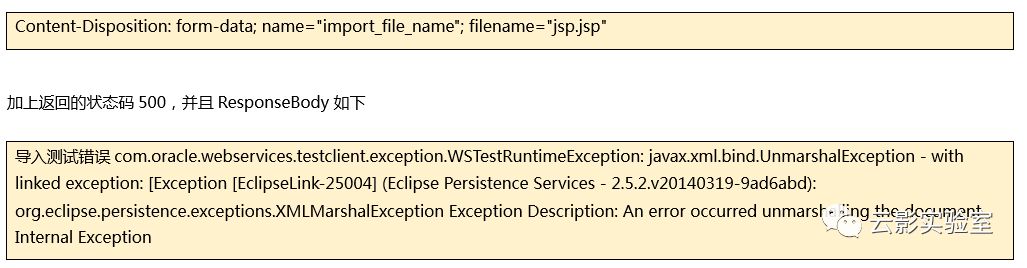 Content-Disposition: form-data; name="import_file_name"; filename="jsp.jsp"
加上返回的状态码 500，并且 ResponseBody 如下
导入测试错误 com.oracle.webservices.testclient.exception.WSTestRuntimeException: javax.xml.bind.UnmarshalException - with
linked exception: [Exception [EclipseLink-25004] (Eclipse Persistence Services - 2.5.2.v20140319-9ad6abd):
org.eclipse.persistence.exceptions.XMLMarshalException Exception Description: An error occurred unmarshalling the document
Internal Exception
云影实验室